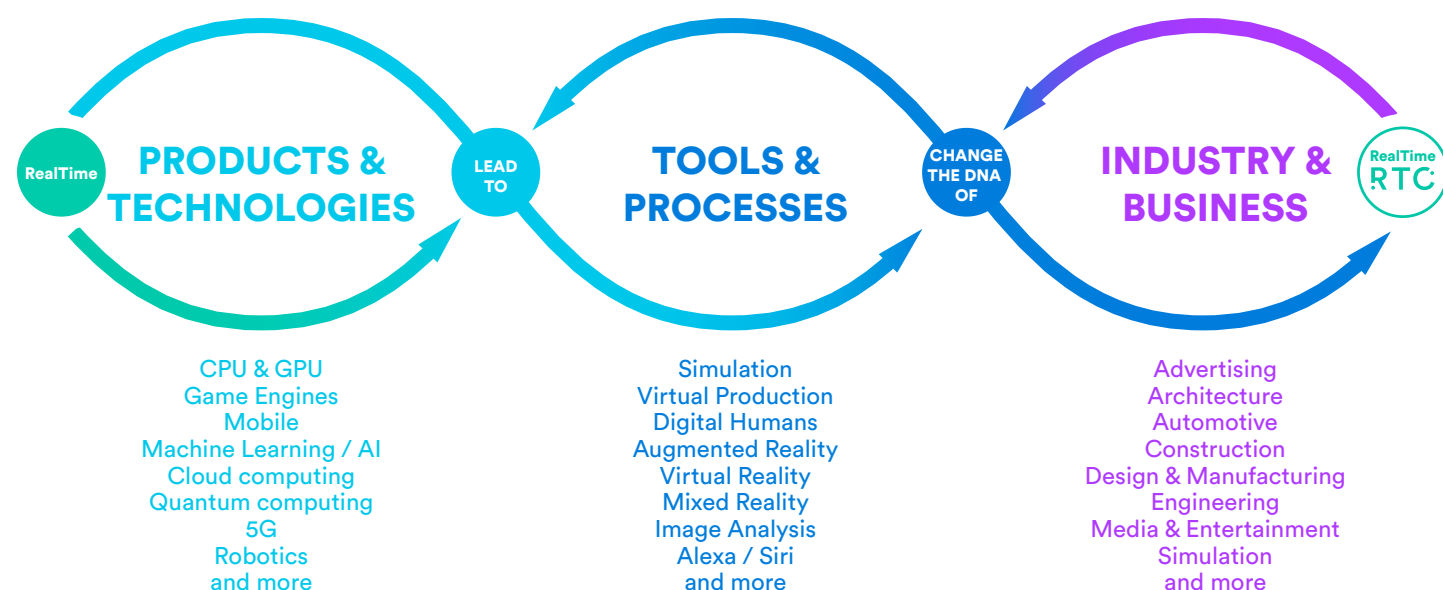 RealTime
PRODUCTS &
TECHNOLOGIES
LEAD
TO
TOOLS &
PROCESSES
CHANGE
THE DNA
OF
INDUSTRY &
BUSINESS
RealTime
RTC
CPU & GPU
Game Engines
Mobile
Machine Learning / AI
Cloud computing
Quantum computing
5G
Robotics
and more
Simulation
Virtual Production
Digital Humans
Augmented Reality
Virtual Reality
Mixed Reality
Image Analysis
Alexa / Siri
and more
Advertising
Architecture
Automotive
Construction
Design & Manufacturing
Engineering
Media & Entertainment
Simulation
and more